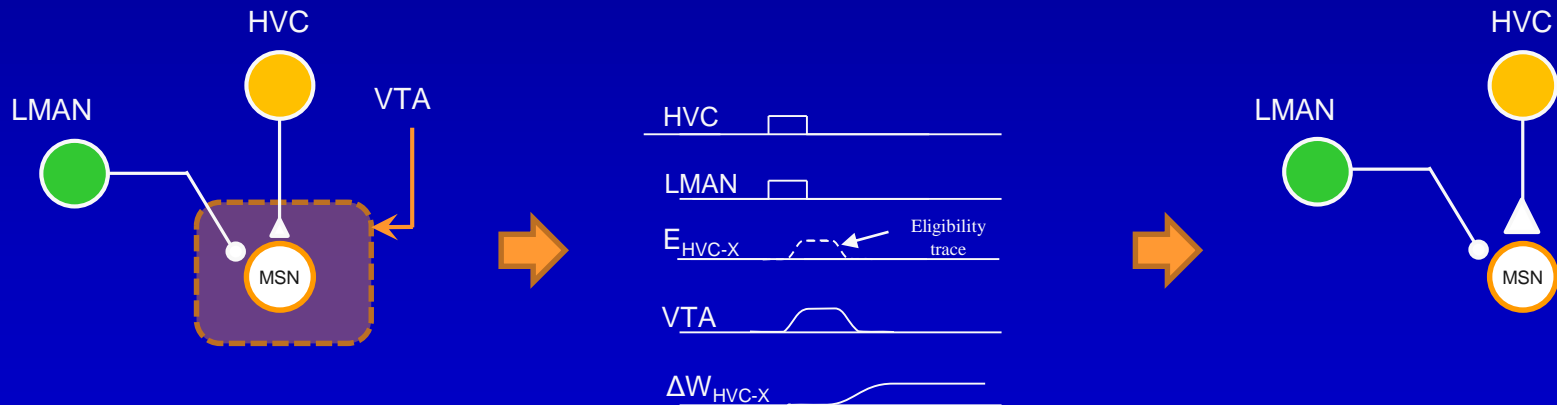 HVC
LMAN
VTA
MSN
HVC
LMAN
E_HVC-X
Eligibility
trace
VTA
ΔW_HVC-X
HVC
LMAN
MSN